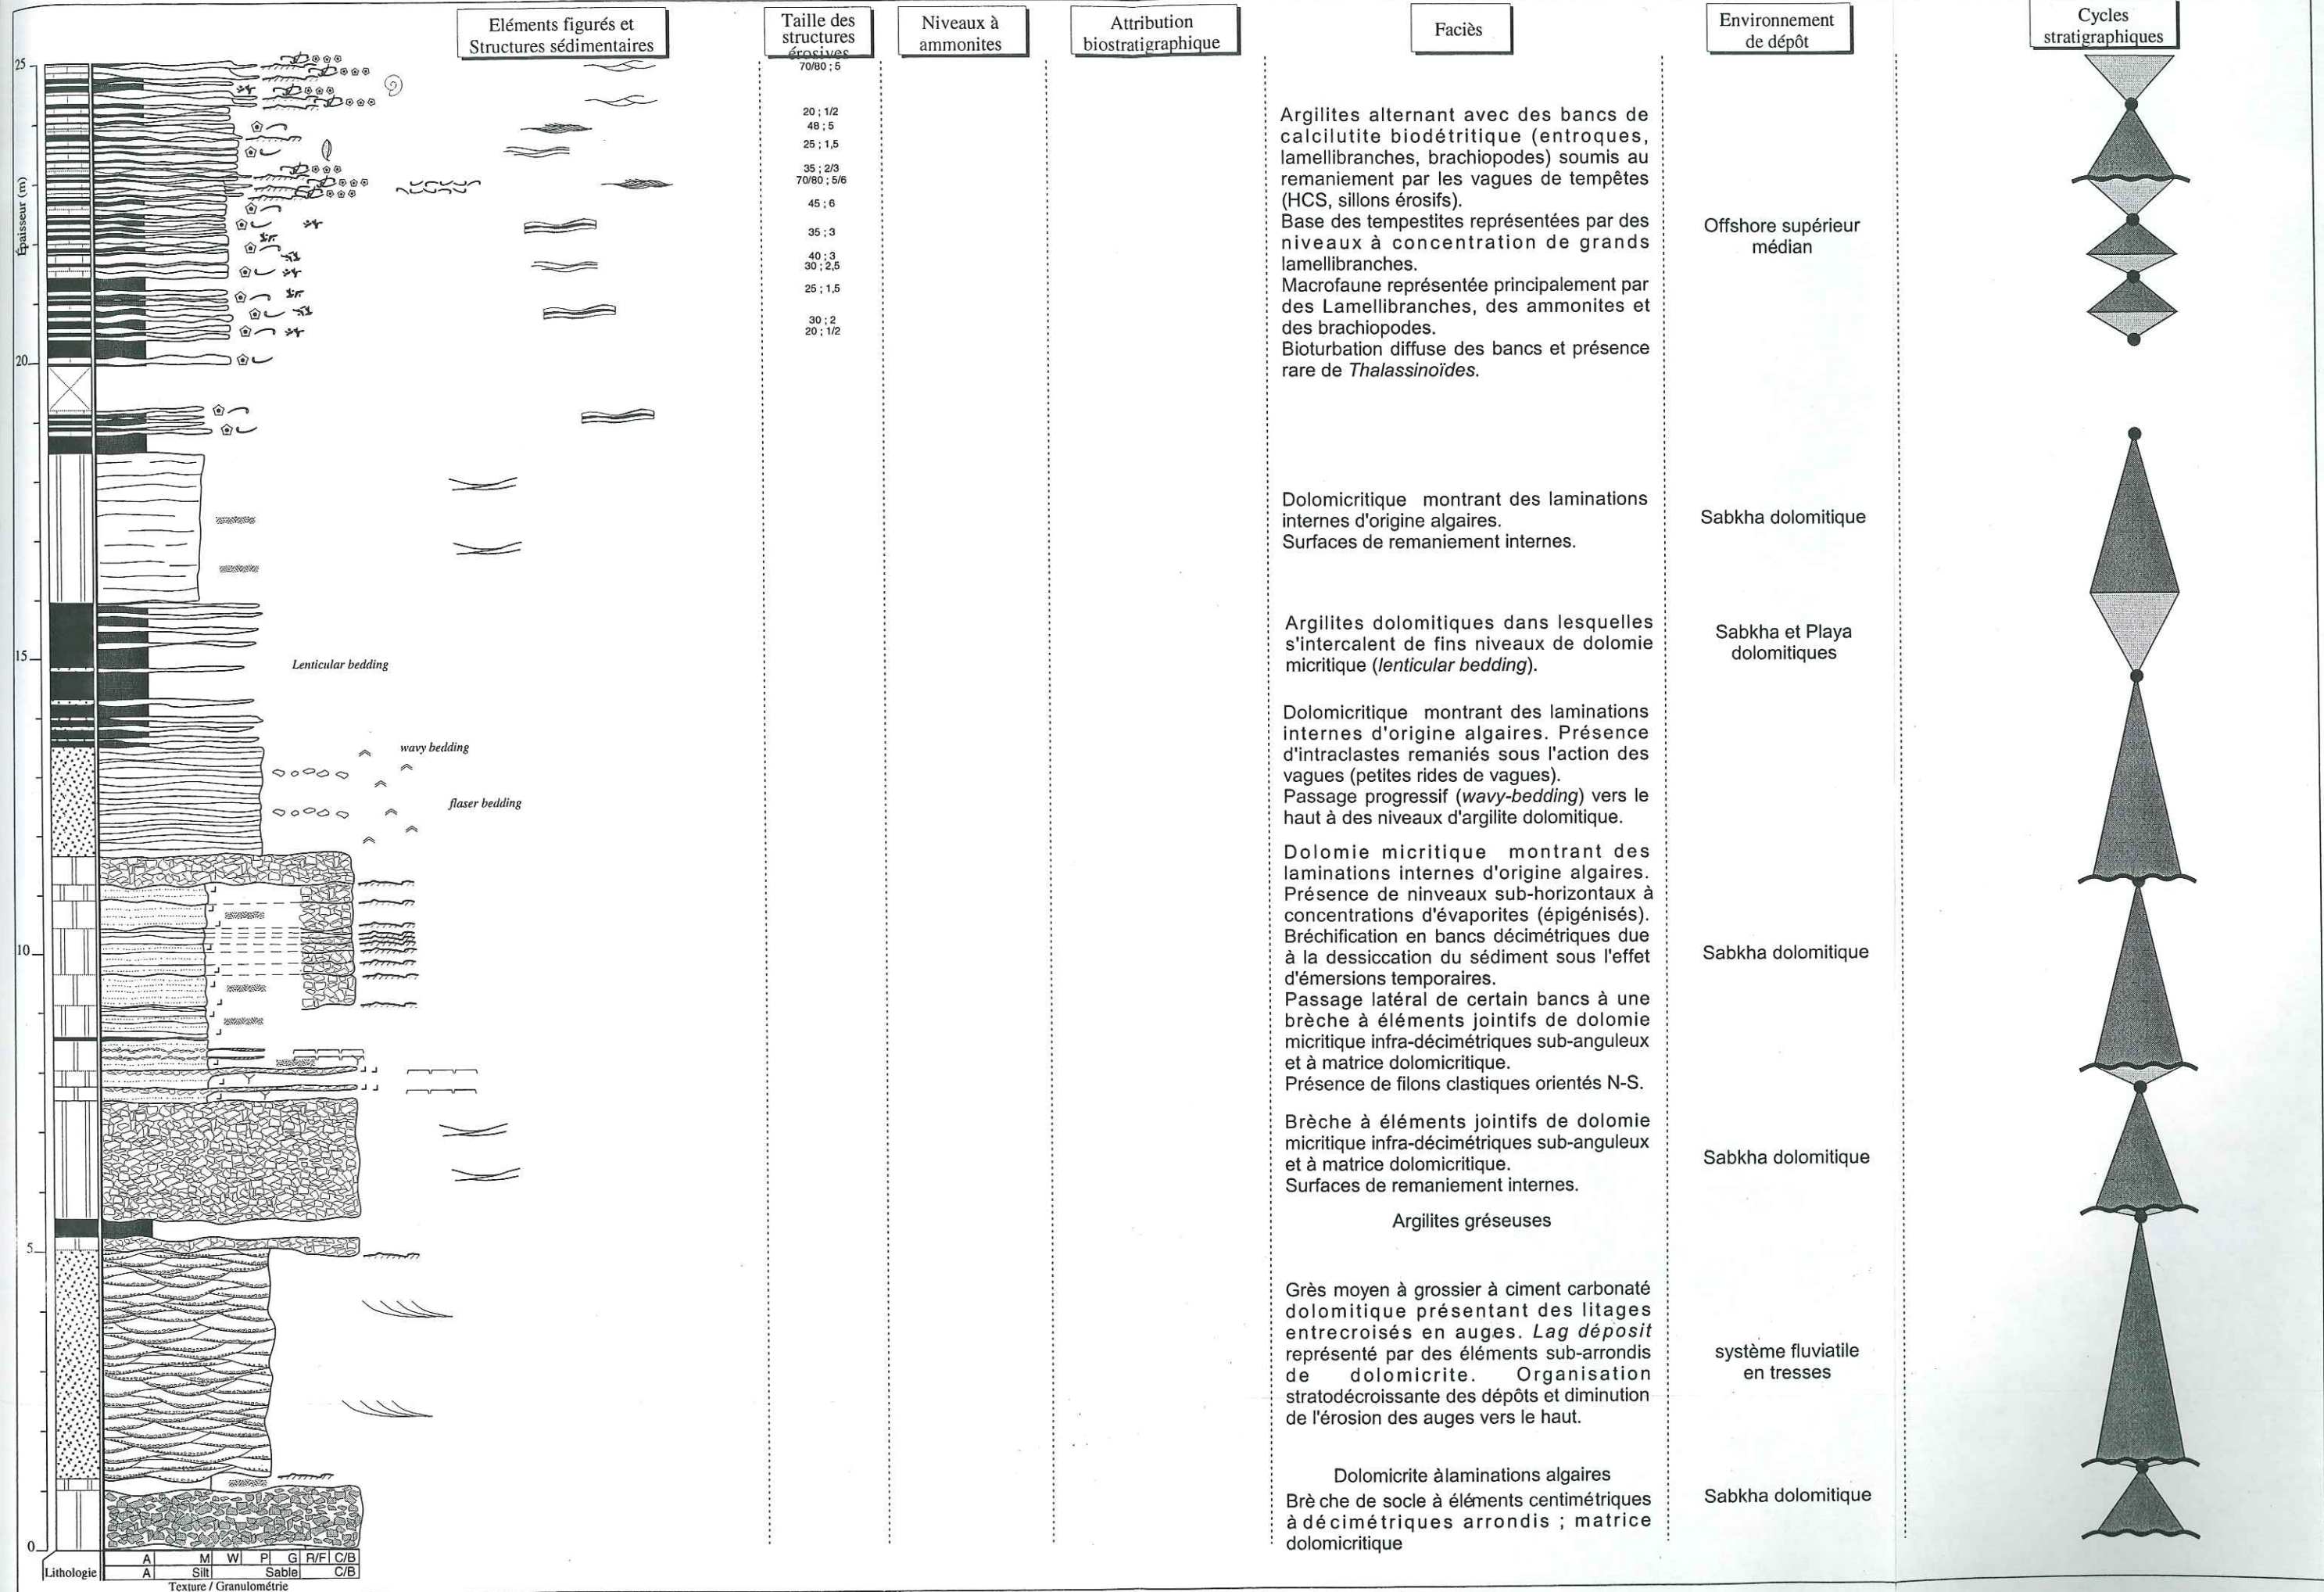 Eléments figurés et
Structures sédimentaires
Taille des
structures
érosives
Niveaux à
ammonites
Attribution
biostratigraphique
Faciès
Environnement
de dépôt
Cycles
stratigraphiques
Épaisseur (m)
25
20
15
10
5
0
70/80 ; 5
20 ; 1/2
48 ; 5
25 ; 1,5
35 ; 2/3
70/80 ; 5/6
45 ; 6
35 ; 3
40 ; 3
30 ; 2,5
25 ; 1,5
30 ; 2
20 ; 1/2
Lenticular bedding
wavy bedding
flaser bedding
Argilites alternant avec des bancs de
calcilutite biodétritique (entroques,
lamellibranches, brachiopodes) soumis au
remaniement par les vagues de tempêtes
(HCS, sillons érosifs).
Base des tempestites représentées par des
niveaux à concentration de grands
lamellibranches.
Macrofaune représentée principalement par
des Lamellibranches, des ammonites et
des brachiopodes.
Bioturbation diffuse des bancs et présence
rare de Thalassinoïdes.
Offshore supérieur
médian
Dolomicritique montrant des laminations
internes d'origine algaires.
Surfaces de remaniement internes.
Sabkha dolomitique
Argilites dolomitiques dans lesquelles
s'intercalent de fins niveaux de dolomie
micritique (lenticular bedding).
Sabkha et Playa
dolomitiques
Dolomicritique montrant des laminations
internes d'origine algaires. Présence
d'intraclastes remaniés sous l'action des
vagues (petites rides de vagues).
Passage progressif (wavy-bedding) vers le
haut à des niveaux d'argilite dolomitique.
Dolomie micritique montrant des
laminations internes d'origine algaires.
Présence de ninveaux sub-horizontaux à
concentrations d'évaporites (épigénisés).
Bréchification en bancs décimétriques due
à la dessiccation du sédiment sous l'effet
d'émersions temporaires.
Passage latéral de certain bancs à une
brèche à éléments jointifs de dolomie
micritique infra-décimétriques sub-anguleux
et à matrice dolomicritique.
Présence de filons clastiques orientés N-S.
Sabkha dolomitique
Brèche à éléments jointifs de dolomie
micritique infra-décimétriques sub-anguleux
et à matrice dolomicritique.
Surfaces de remaniement internes.
Sabkha dolomitique
Argilites gréseuses
Grès moyen à grossier à ciment carbonaté
dolomitique présentant des litages
entrecroisés en auges. Lag déposit
représenté par des éléments sub-arrondis
de dolomicrite. Organisation
stratodécroissante des dépôts et diminution
de l'érosion des auges vers le haut.
système fluviatile
en tresses
Dolomicrite àlaminations algaires
Brè che de socle à éléments centimétriques
à décimétriques arrondis ; matrice
dolomicritique
Sabkha dolomitique
Lithologie
A M W P G R/F C/B
A Silt Sable C/B
Texture / Granulométrie